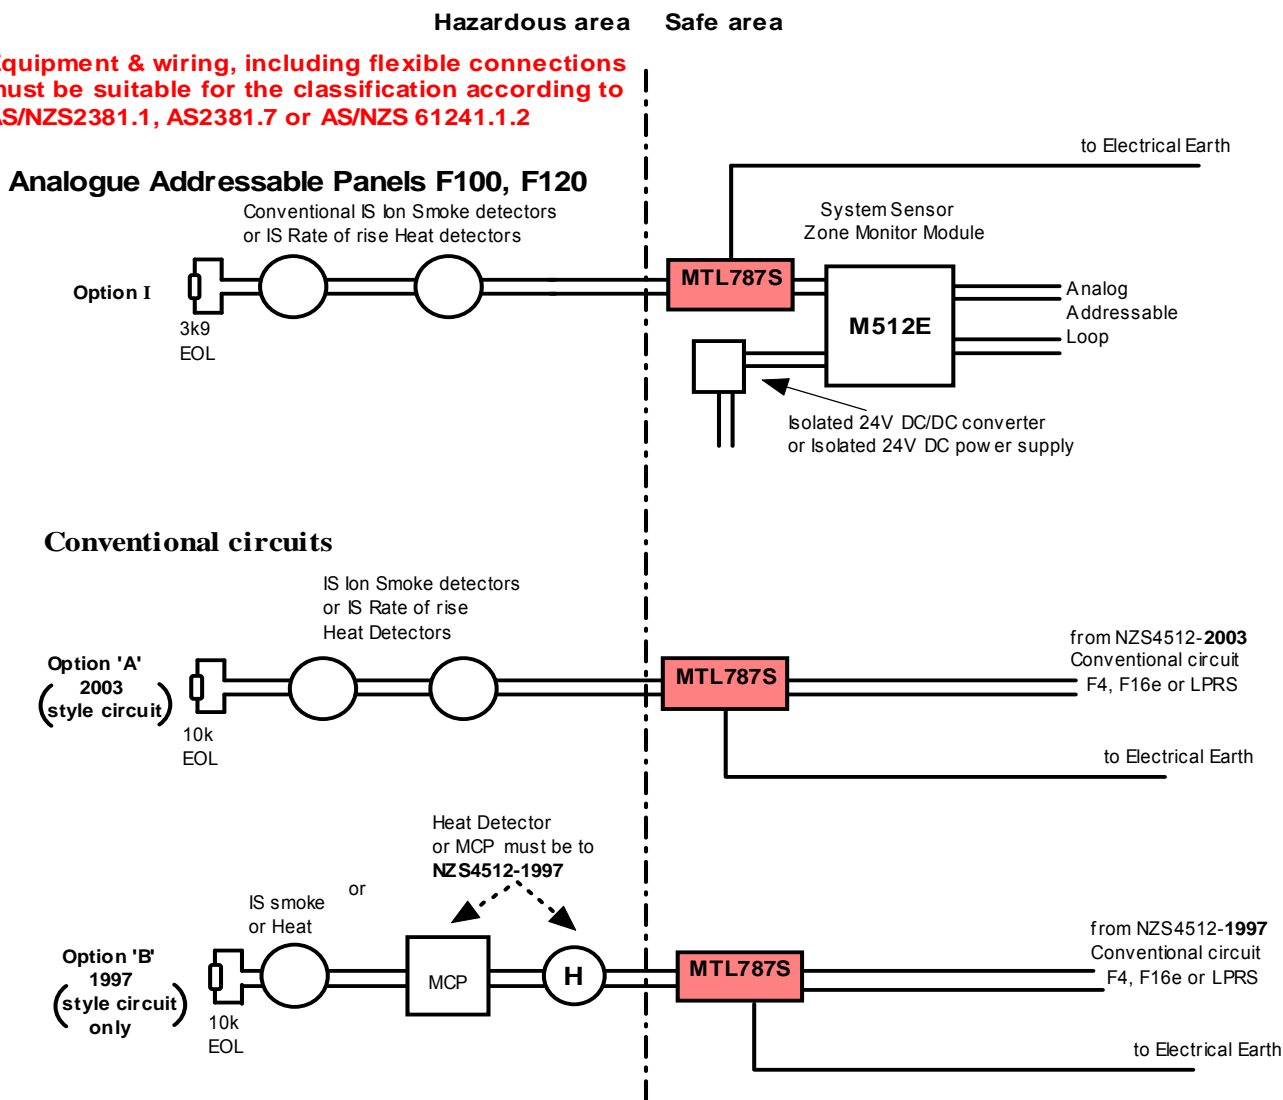 Hazardous area
Safe area
Equipment & wiring, including flexible connections
must be suitable for the classification according to
AS/NZS2381.1, AS2381.7 or AS/NZS 61241.1.2
to Electrical Earth
Analogue Addressable Panels F100, F120
Conventional IS Ion Smoke detectors
or IS Rate of rise Heat detectors
System Sensor
Zone Monitor Module
Option I
MTL787S
M512E
Analog
Addressable
Loop
3k9
EOL
Isolated 24V DC/DC converter
or Isolated 24V DC power supply
Conventional circuits
IS Ion Smoke detectors
or IS Rate of rise
Heat Detectors
Option 'A'
2003
(style circuit)
MTL787S
from NZS4512-2003
Conventional circuit
F4, F16e or LPRS
10k
EOL
to Electrical Earth
Heat Detector
or MCP must be to
NZS4512-1997
IS smoke
or Heat
or
Option 'B'
1997
(style circuit)
only
MCP
H
MTL787S
from NZS4512-1997
Conventional circuit
F4, F16e or LPRS
10k
EOL
to Electrical Earth